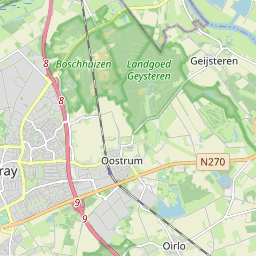 8
Boschhuizen
Landgoed
Geysteren
Geijsteren
8
ray
Oostrum
N270
9
9
Oirlo